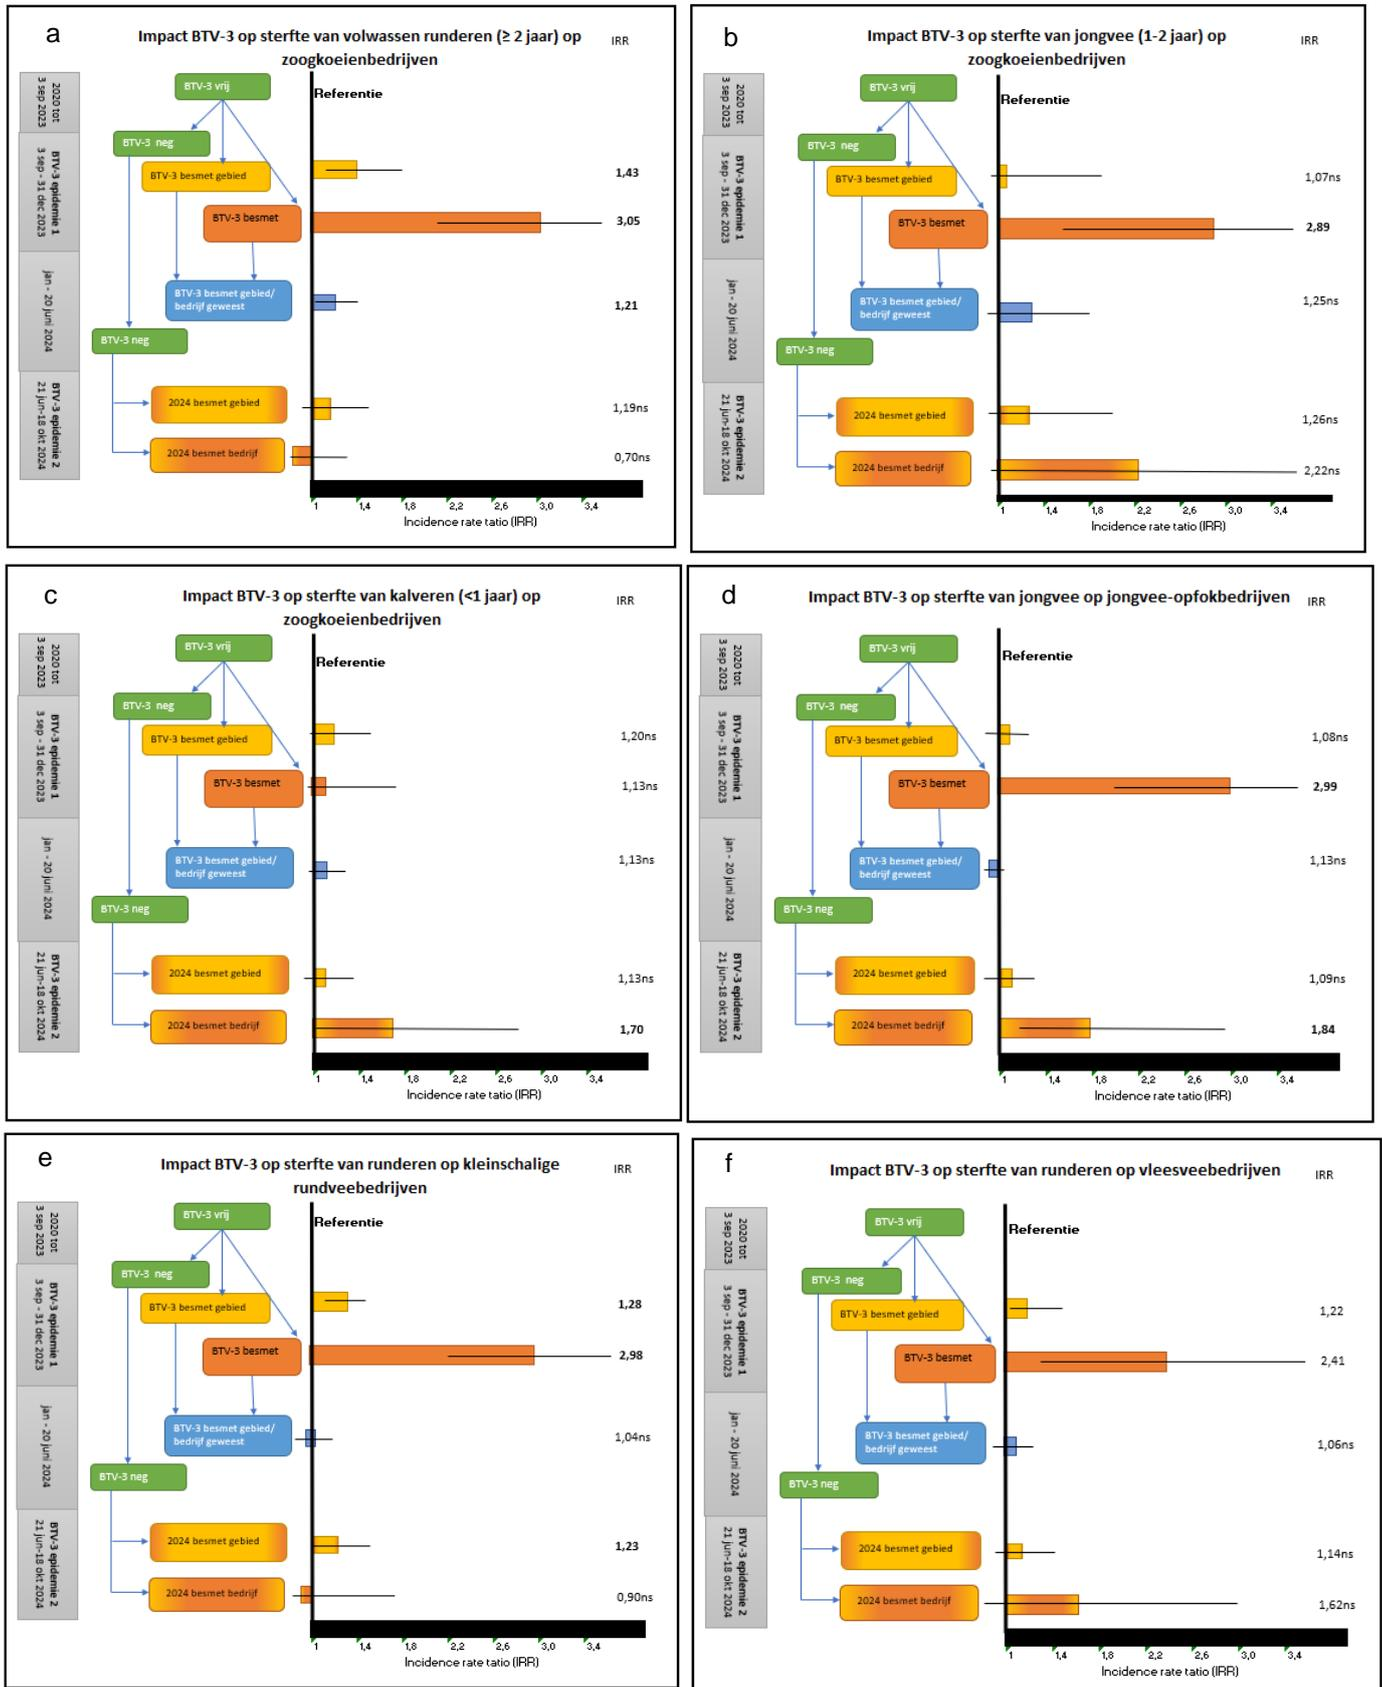 a
Impact BTV-3 op sterfte van volwassen runderen (≥ 2 jaar) op
zoogkoeienbedrijven
IRR
2020 tot
3 sep 2023
BTV-3 vrij
Referentie
BTV-3 epidemie 1
3 sep - 31 dec 2023
BTV-3 neg
BTV-3 besmet gebied
1,43
BTV-3 besmet
3,05
jan - 20 juni 2024
BTV-3 besmet gebied/
bedrijf geweest
1,21
BTV-3 neg
BTV-3 epidemie 2
21 jun-18 okt 2024
2024 besmet gebied
1,19ns
2024 besmet bedrijf
0,70ns
1 1,4 1,8 2,2 2,6 3,0 3,4
Incidence rate tatio (IRR)
b
Impact BTV-3 op sterfte van jongvee (1-2 jaar) op
zoogkoeienbedrijven
IRR
2020 tot
3 sep 2023
BTV-3 vrij
Referentie
BTV-3 epidemie 1
3 sep - 31 dec 2023
BTV-3 neg
BTV-3 besmet gebied
1,07ns
BTV-3 besmet
2,89
jan - 20 juni 2024
BTV-3 besmet gebied/
bedrijf geweest
1,25ns
BTV-3 neg
BTV-3 epidemie 2
21 jun-18 okt 2024
2024 besmet gebied
1,26ns
2024 besmet bedrijf
2,22ns
1 1,4 1,8 2,2 2,6 3,0 3,4
Incidence rate tatio (IRR)
c
Impact BTV-3 op sterfte van kalveren (<1 jaar) op
zoogkoeienbedrijven
IRR
2020 tot
3 sep 2023
BTV-3 vrij
Referentie
BTV-3 epidemie 1
3 sep - 31 dec 2023
BTV-3 neg
BTV-3 besmet gebied
1,20ns
BTV-3 besmet
1,13ns
jan - 20 juni 2024
BTV-3 besmet gebied/
bedrijf geweest
1,13ns
BTV-3 neg
BTV-3 epidemie 2
21 jun-18 okt 2024
2024 besmet gebied
1,13ns
2024 besmet bedrijf
1,70
1 1,4 1,8 2,2 2,6 3,0 3,4
Incidence rate tatio (IRR)
d
Impact BTV-3 op sterfte van jongvee op jongvee-opfokbedrijven
IRR
2020 tot
3 sep 2023
BTV-3 vrij
Referentie
BTV-3 epidemie 1
3 sep - 31 dec 2023
BTV-3 neg
BTV-3 besmet gebied
1,08ns
BTV-3 besmet
2,99
jan - 20 juni 2024
BTV-3 besmet gebied/
bedrijf geweest
1,13ns
BTV-3 neg
BTV-3 epidemie 2
21 jun-18 okt 2024
2024 besmet gebied
1,09ns
2024 besmet bedrijf
1,84
1 1,4 1,8 2,2 2,6 3,0 3,4
Incidence rate tatio (IRR)
e
Impact BTV-3 op sterfte van runderen op kleinschalige
rundveebedrijven
IRR
2020 tot
3 sep 2023
BTV-3 vrij
Referentie
BTV-3 epidemie 1
3 sep - 31 dec 2023
BTV-3 neg
BTV-3 besmet gebied
1,28
BTV-3 besmet
2,98
jan - 20 juni 2024
BTV-3 besmet gebied/
bedrijf geweest
1,04ns
BTV-3 neg
BTV-3 epidemie 2
21 jun-18 okt 2024
2024 besmet gebied
1,23
2024 besmet bedrijf
0,90ns
1 1,4 1,8 2,2 2,6 3,0 3,4
Incidence rate tatio (IRR)
f
Impact BTV-3 op sterfte van runderen op vleesveebedrijven
IRR
2020 tot
3 sep 2023
BTV-3 vrij
Referentie
BTV-3 epidemie 1
3 sep - 31 dec 2023
BTV-3 neg
BTV-3 besmet gebied
1,22
BTV-3 besmet
2,41
jan - 20 juni 2024
BTV-3 besmet gebied/
bedrijf geweest
1,06ns
BTV-3 neg
BTV-3 epidemie 2
21 jun-18 okt 2024
2024 besmet gebied
1,14ns
2024 besmet bedrijf
1,62ns
1 1,4 1,8 2,2 2,6 3,0 3,4
Incidence rate tatio (IRR)